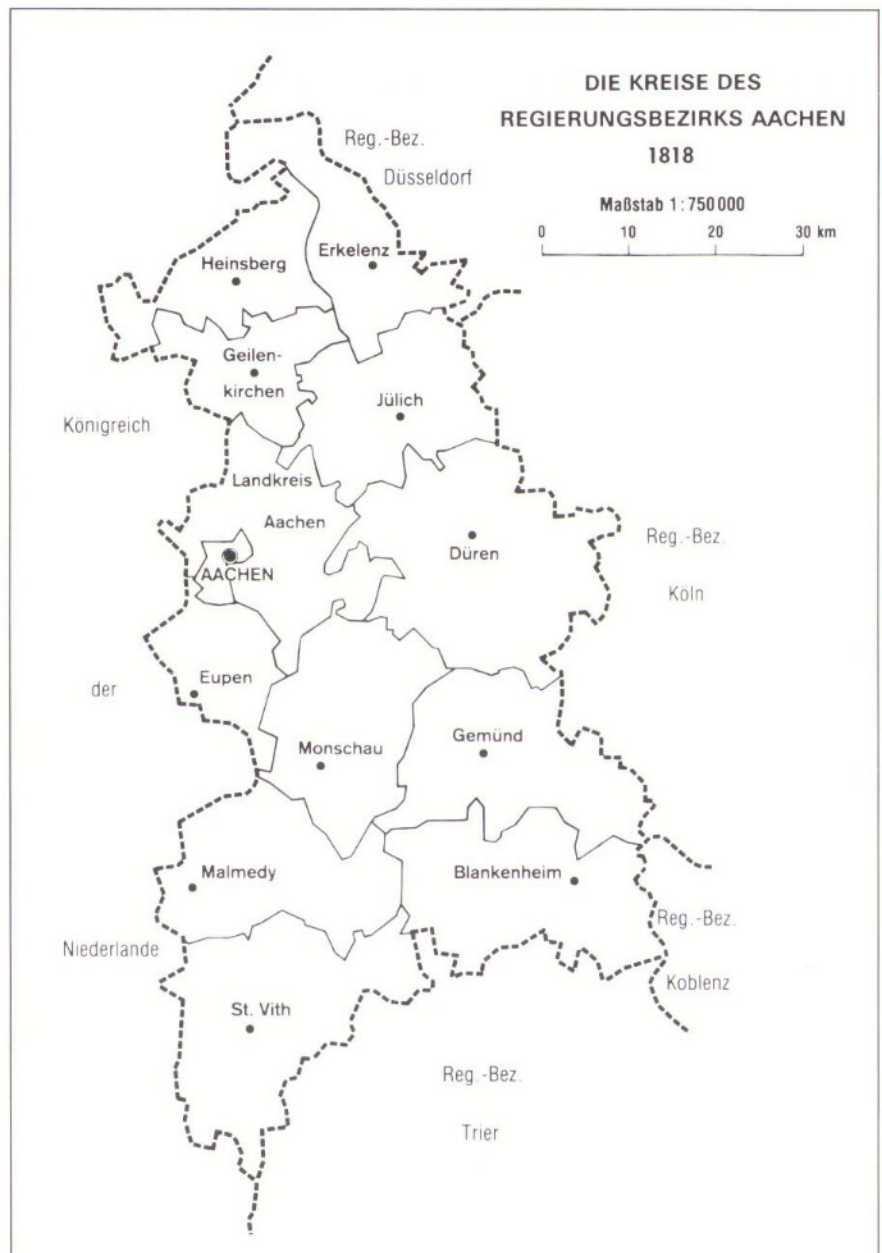 DIE KREISE DES
REGIERUNGSBEZIRKS AACHEN
1818
Maßstab 1:750000
0 10 20 30 km
Reg.-Bez.
Düsseldorf
Heinsberg
Erkelenz
Geilen-
kirchen
Jülich
Königreich
Landkreis
Aachen
AACHEN
Düren
Reg.-Bez.
Köln
der
Eupen
Monschau
Gemünd
Malmedy
Blankenheim
Niederlande
Reg.-Bez.
Koblenz
St. Vith
Reg.-Bez.
Trier